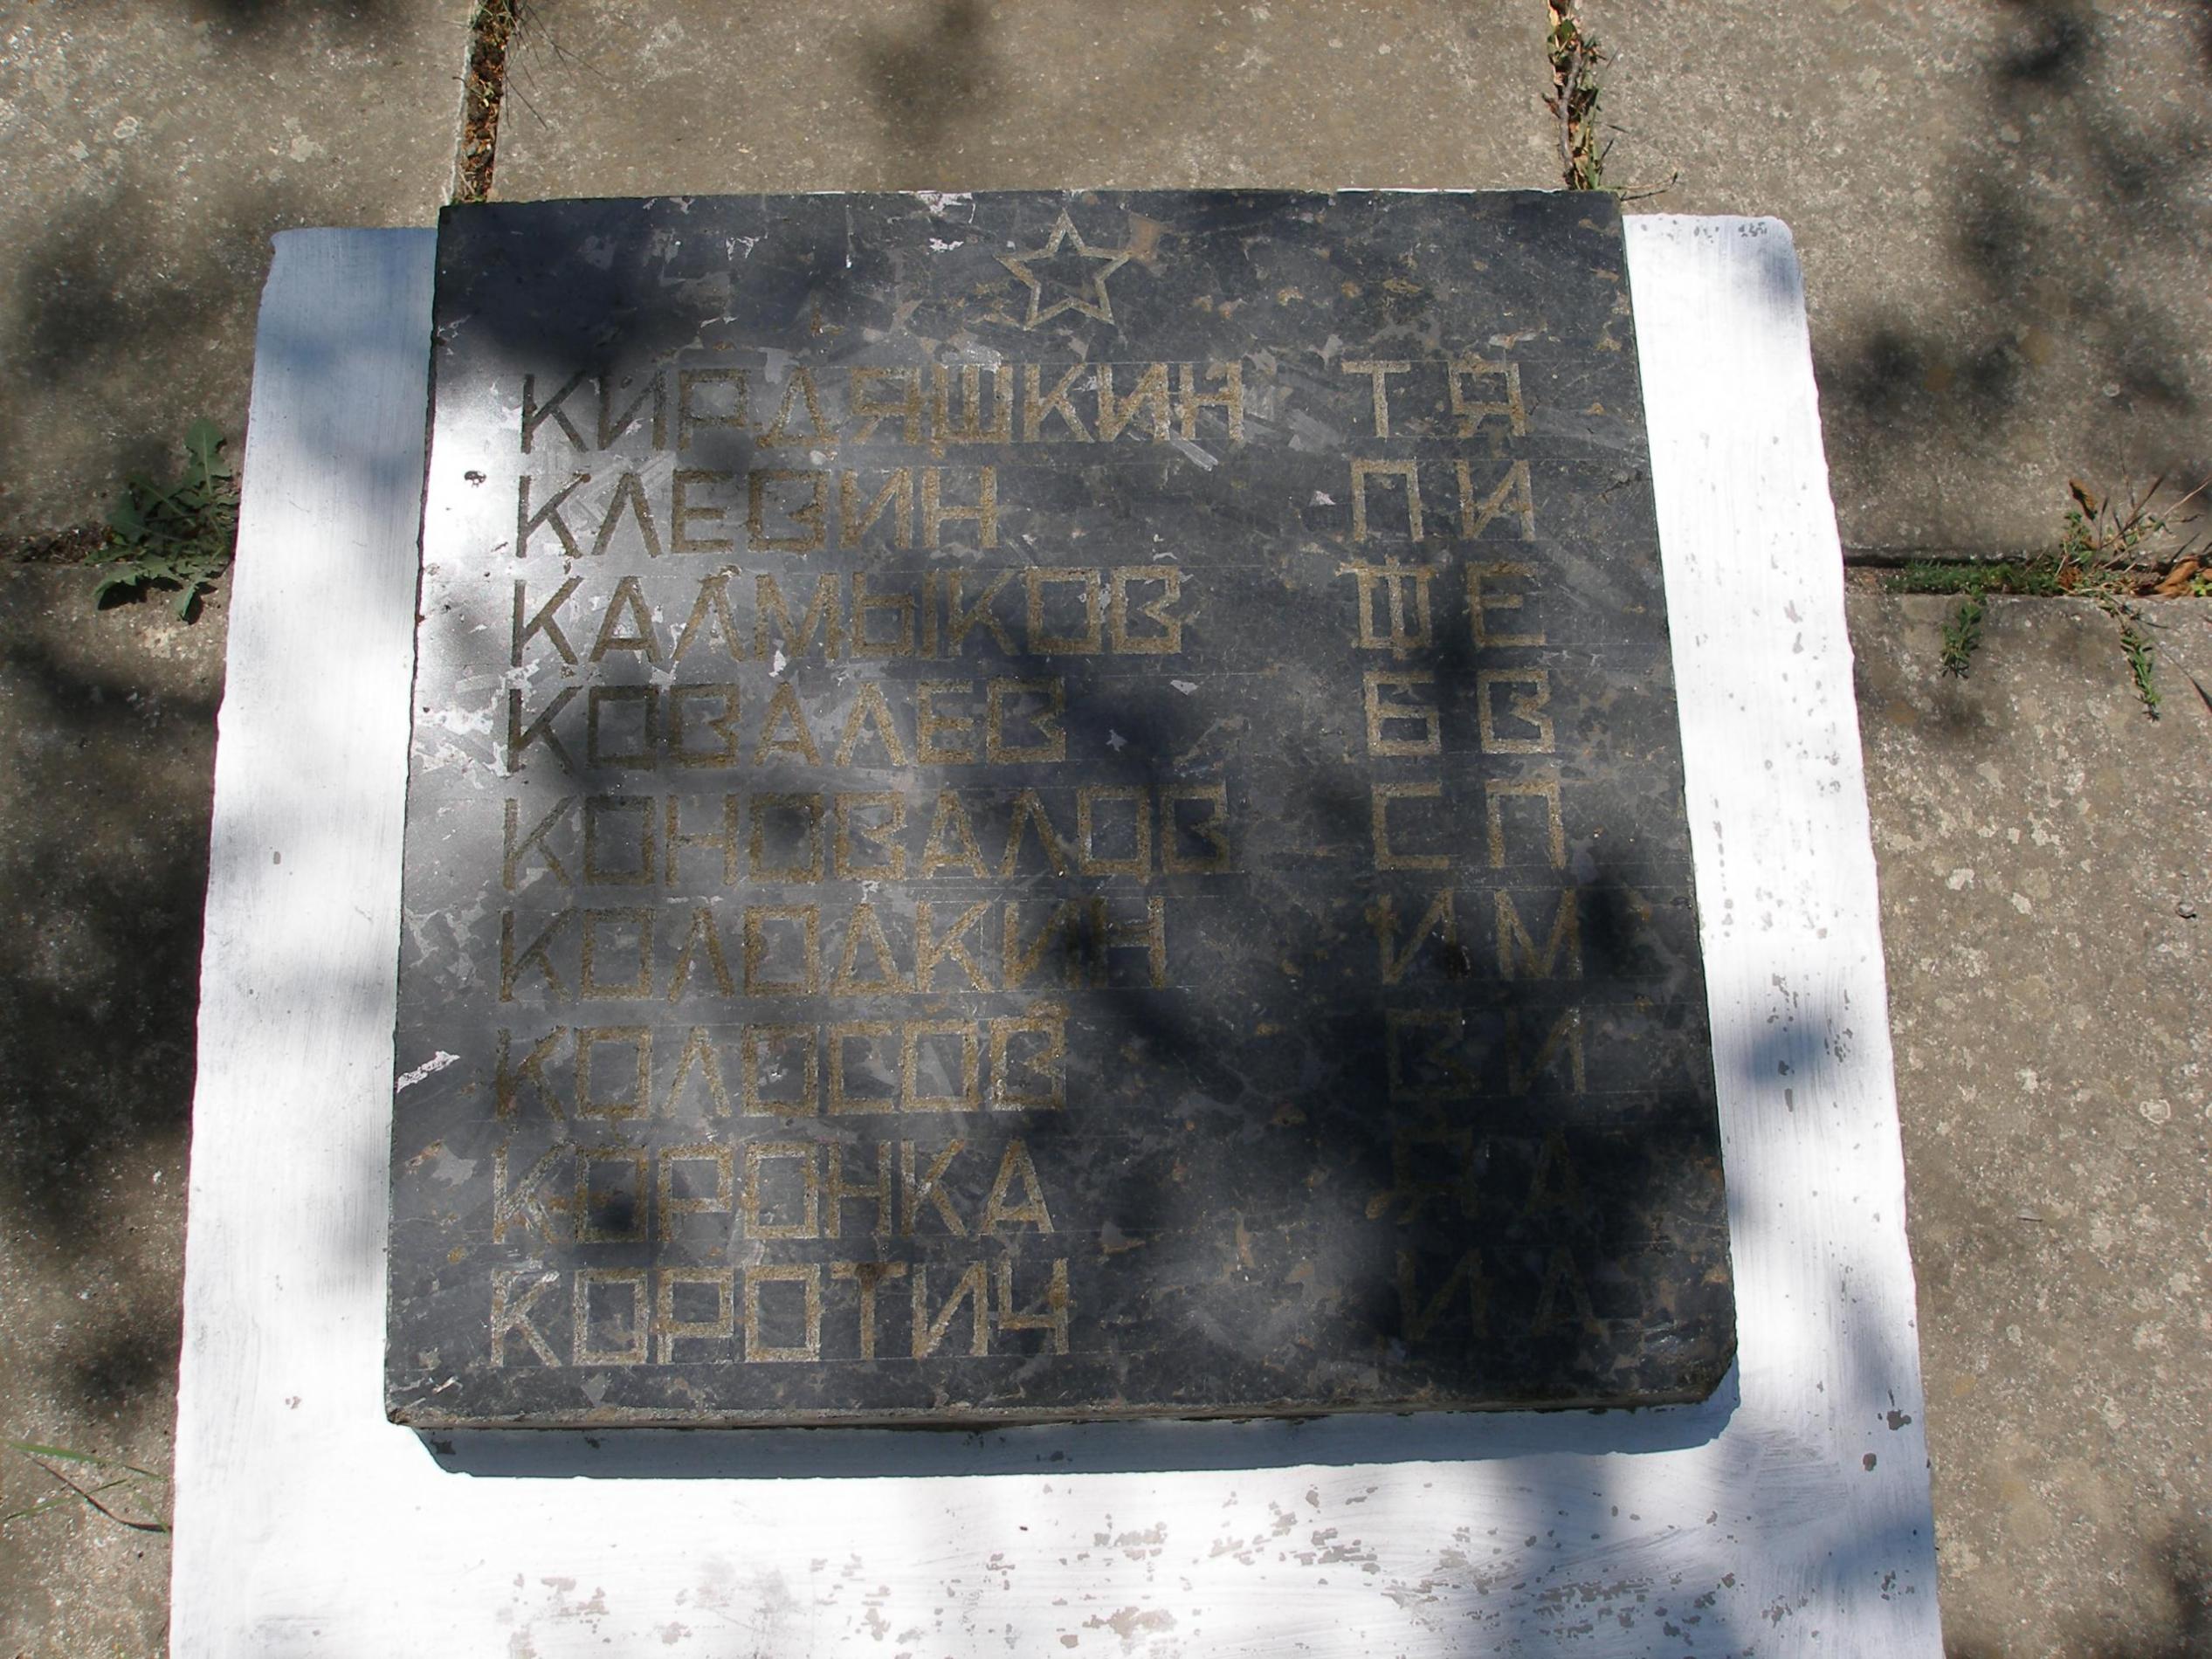 КИРДЯШКИН Т Я
КЛЕВИН П И
КАЛМЫКОВ Ф Е
КОВАЛЕВ Б В
КОНОВАЛОВ С П
КОЛОДКИН И М
КОЛОСОВ В И
КОРОНКА Я А
КОРОТИЧ И Д